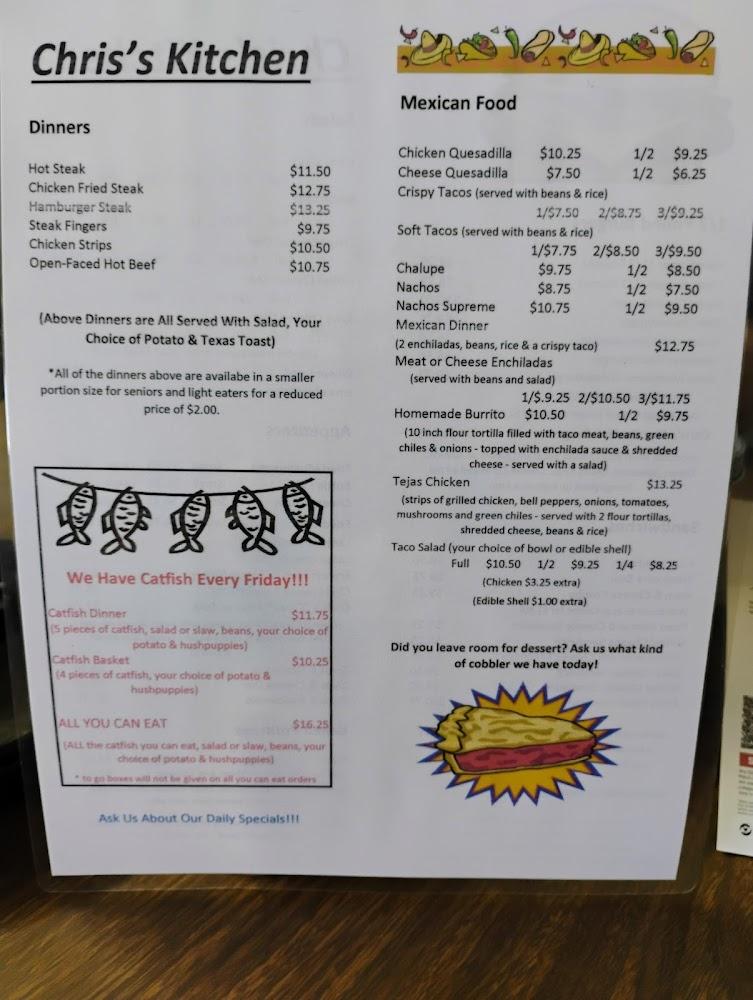 Chris's Kitchen
Dinners
Hot Steak $11.50
Chicken Fried Steak $12.75
Hamburger Steak $13.25
Steak Fingers $9.75
Chicken Strips $10.50
Open-Faced Hot Beef $10.75
(Above Dinners are All Served With Salad, Your
Choice of Potato & Texas Toast)
*All of the dinners above are availabe in a smaller
portion size for seniors and light eaters for a reduced
price of $2.00.
We Have Catfish Every Friday!!!
Catfish Dinner $11.75
(5 pieces of catfish, salad or slaw, beans, your choice of
potato & hushpuppies)
Catfish Basket $10.25
(4 pieces of catfish, your choice of potato &
hushpuppies)
ALL YOU CAN EAT $16.25
(ALL the catfish you can eat, salad or slaw, beans, your
choice of potato & hushpuppies)
* to go boxes will not be given on all you can eat orders
Ask Us About Our Daily Specials!!!
Mexican Food
Chicken Quesadilla $10.25 1/2 $9.25
Cheese Quesadilla $7.50 1/2 $6.25
Crispy Tacos (served with beans & rice)
1/$7.50 2/$8.75 3/$9.25
Soft Tacos (served with beans & rice)
1/$7.75 2/$8.50 3/$9.50
Chalupe $9.75 1/2 $8.50
Nachos $8.75 1/2 $7.50
Nachos Supreme $10.75 1/2 $9.50
Mexican Dinner
(2 enchiladas, beans, rice & a crispy taco) $12.75
Meat or Cheese Enchiladas
(served with beans and salad)
1/$.9.25 2/$10.50 3/$11.75
Homemade Burrito $10.50 1/2 $9.75
(10 inch flour tortilla filled with taco meat, beans, green
chiles & onions - topped with enchilada sauce & shredded
cheese - served with a salad)
Tejas Chicken $13.25
(strips of grilled chicken, bell peppers, onions, tomatoes,
mushrooms and green chiles - served with 2 flour tortillas,
shredded cheese, beans & rice)
Taco Salad (your choice of bowl or edible shell)
Full $10.50 1/2 $9.25 1/4 $8.25
(Chicken $3.25 extra)
(Edible Shell $1.00 extra)
Did you leave room for dessert? Ask us what kind
of cobbler we have today!